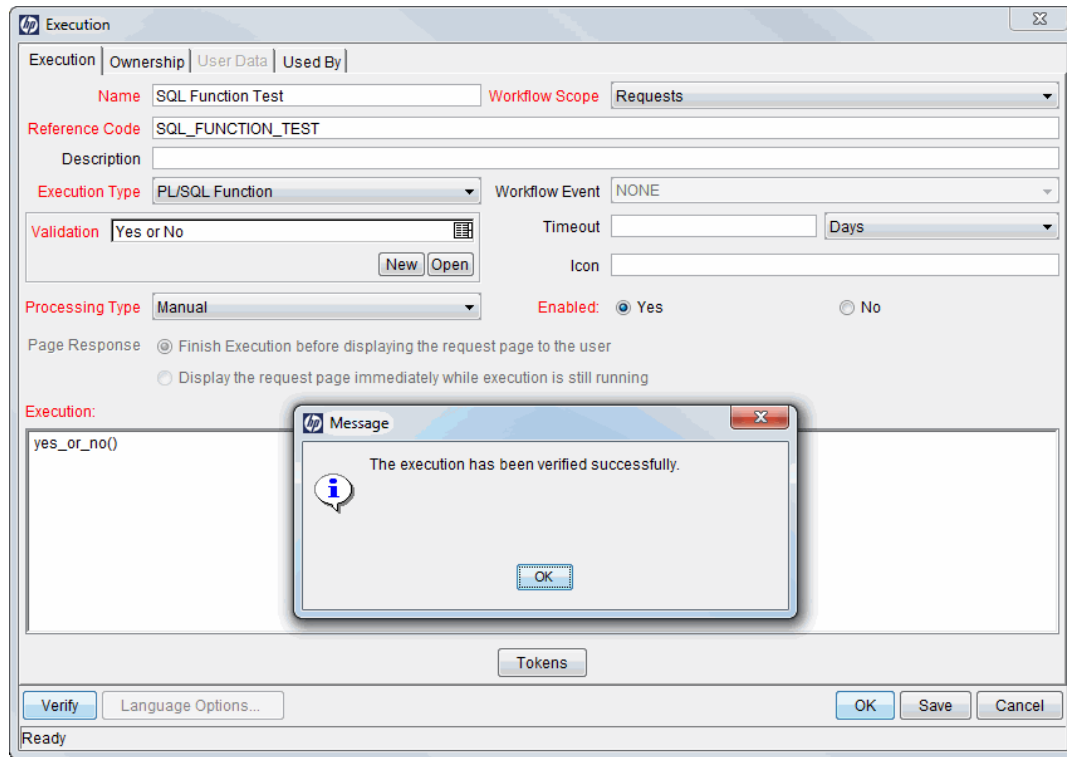 hp Execution
Execution Ownership User Data Used By
Name SQL Function Test Workflow Scope Requests
Reference Code SQL_FUNCTION_TEST
Description
Execution Type PL/SQL Function Workflow Event NONE
Validation Yes or No Timeout Days
New Open Icon
Processing Type Manual Enabled: Yes No
Page Response Finish Execution before displaying the request page to the user
Display the request page immediately while execution is still running
Execution:
yes_or_no()
hp Message
The execution has been verified successfully.
OK
Tokens
Verify Language Options... OK Save Cancel
Ready